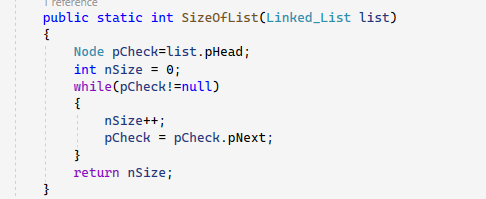 1 reference
public static int SizeOfList(Linked_List list)
{
Node pCheck=list.pHead;
int nSize = 0;
while(pCheck!=null)
{
nSize++;
pCheck = pCheck.pNext;
}
return nSize;
}